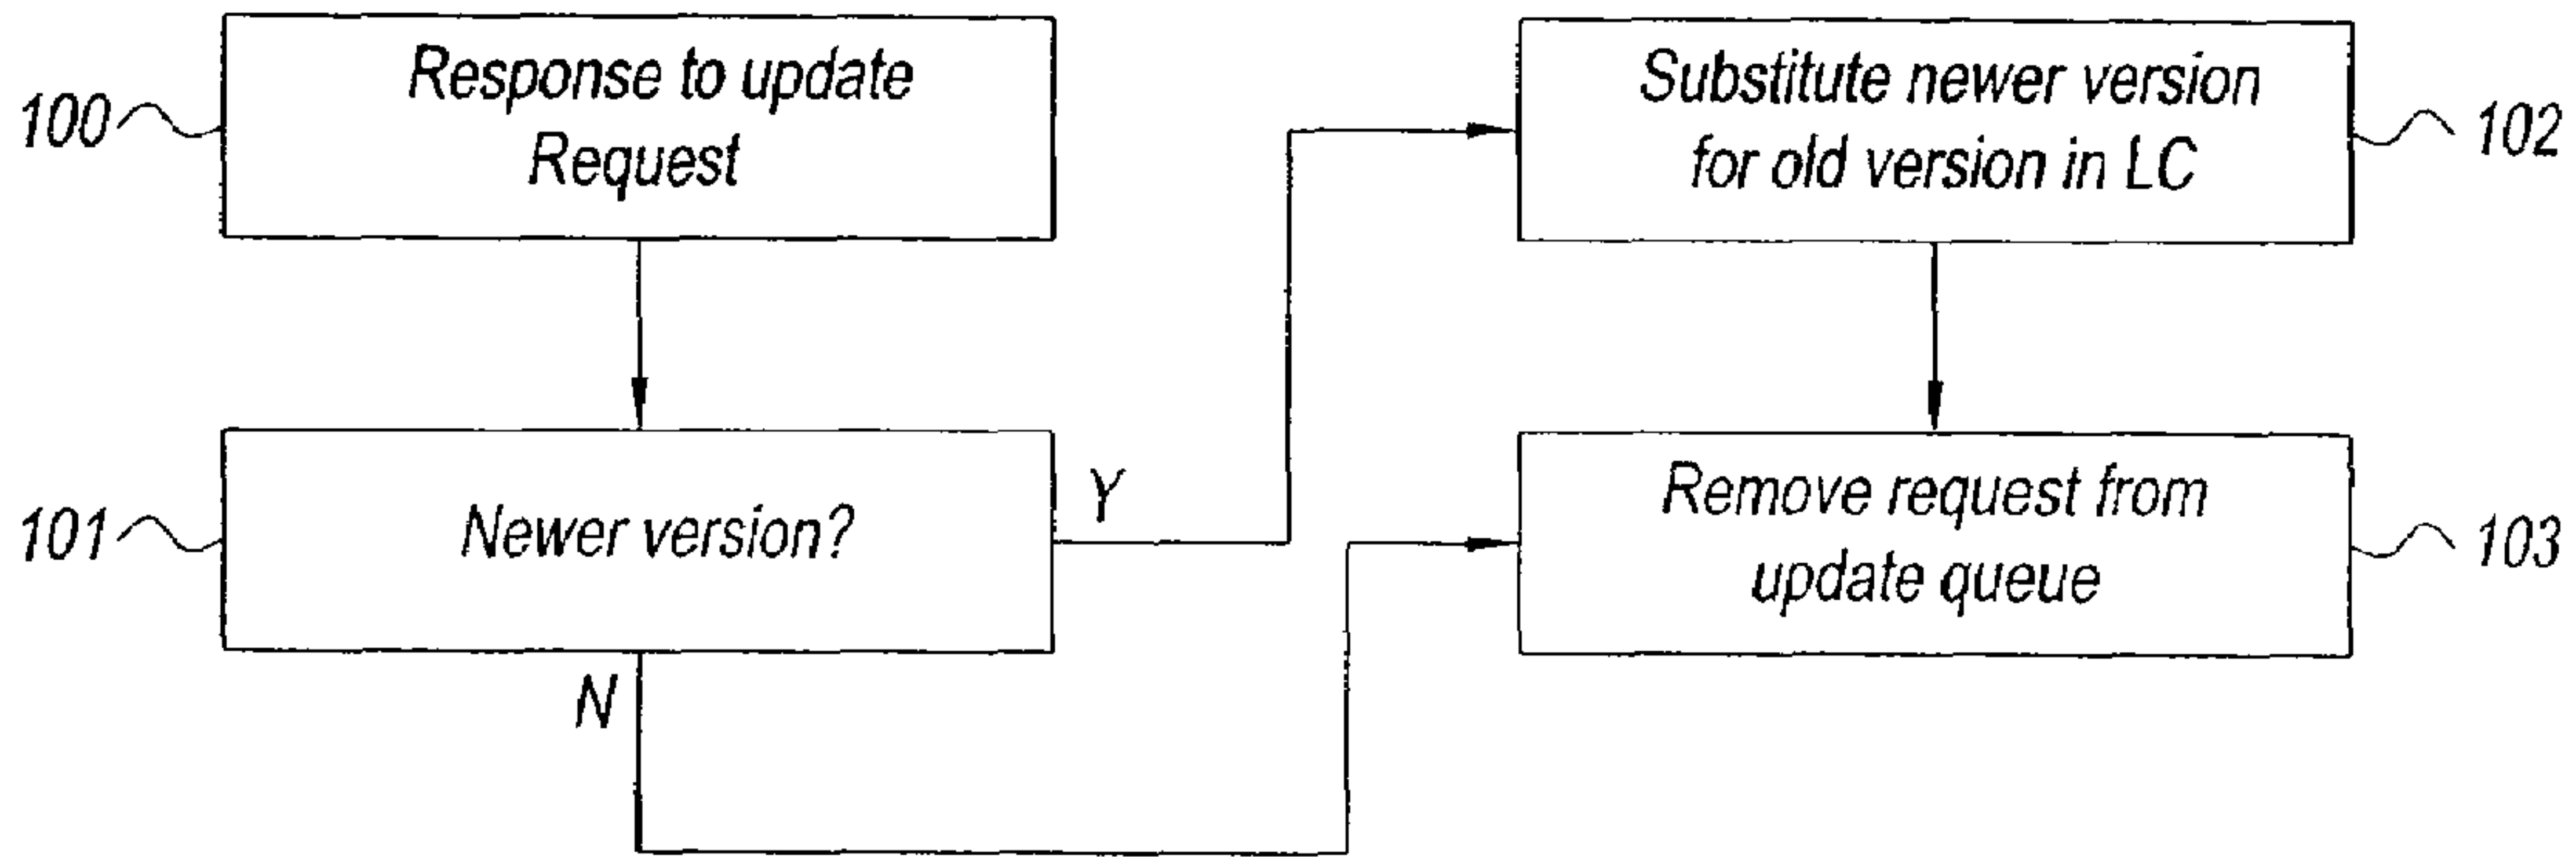 100
Response to update
Request
101
Newer version?
Y
N
Substitute newer version
for old version in LC
102
Remove request from
update queue
103